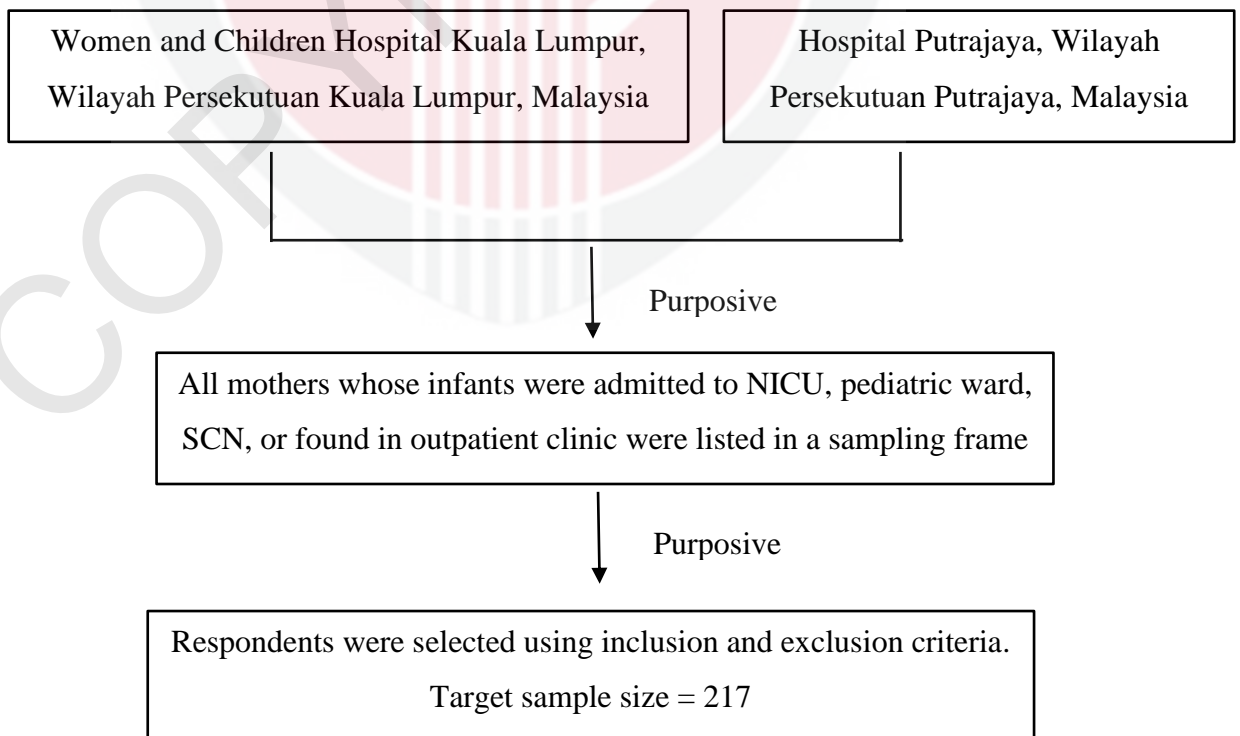 Women and Children Hospital Kuala Lumpur,
Wilayah Persekutuan Kuala Lumpur, Malaysia
Hospital Putrajaya, Wilayah
Persekutuan Putrajaya, Malaysia
Purposive
All mothers whose infants were admitted to NICU, pediatric ward,
SCN, or found in outpatient clinic were listed in a sampling frame
Purposive
Respondents were selected using inclusion and exclusion criteria.
Target sample size = 217
COPY